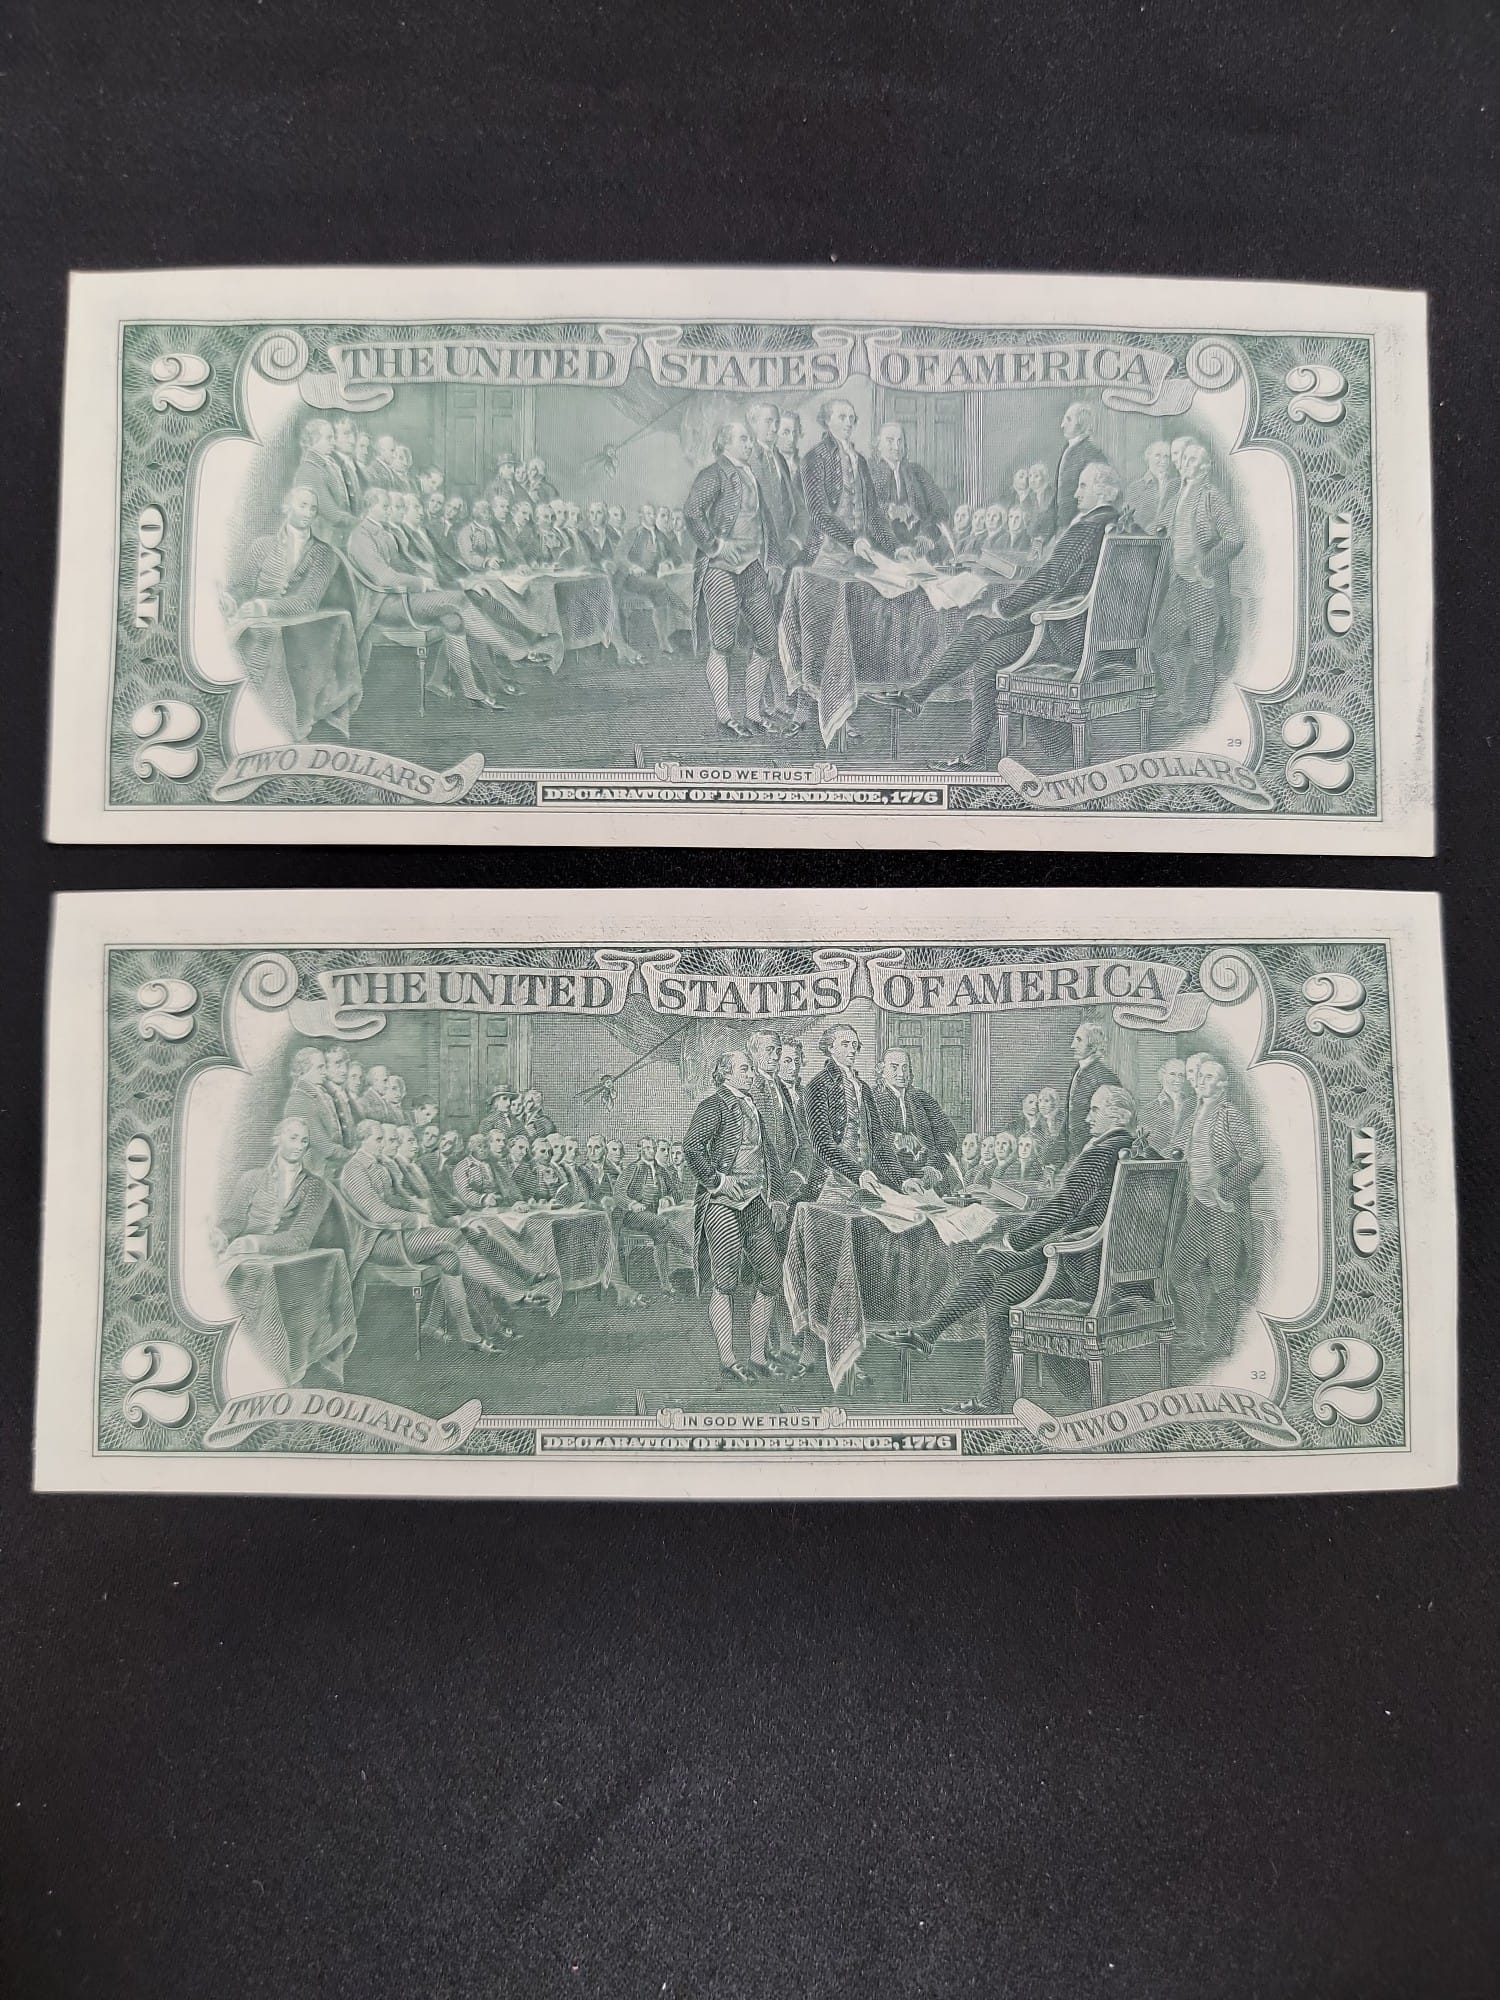 THE UNITED STATES OF AMERICA
2 2
TWO TWO
29
2 2
TWO DOLLARS IN GOD WE TRUST TWO DOLLARS
DECLARATION OF INDEPENDENCE, 1776
THE UNITED STATES OF AMERICA
2 2
TWO TWO
32
2 2
TWO DOLLARS IN GOD WE TRUST TWO DOLLARS
DECLARATION OF INDEPENDENCE, 1776